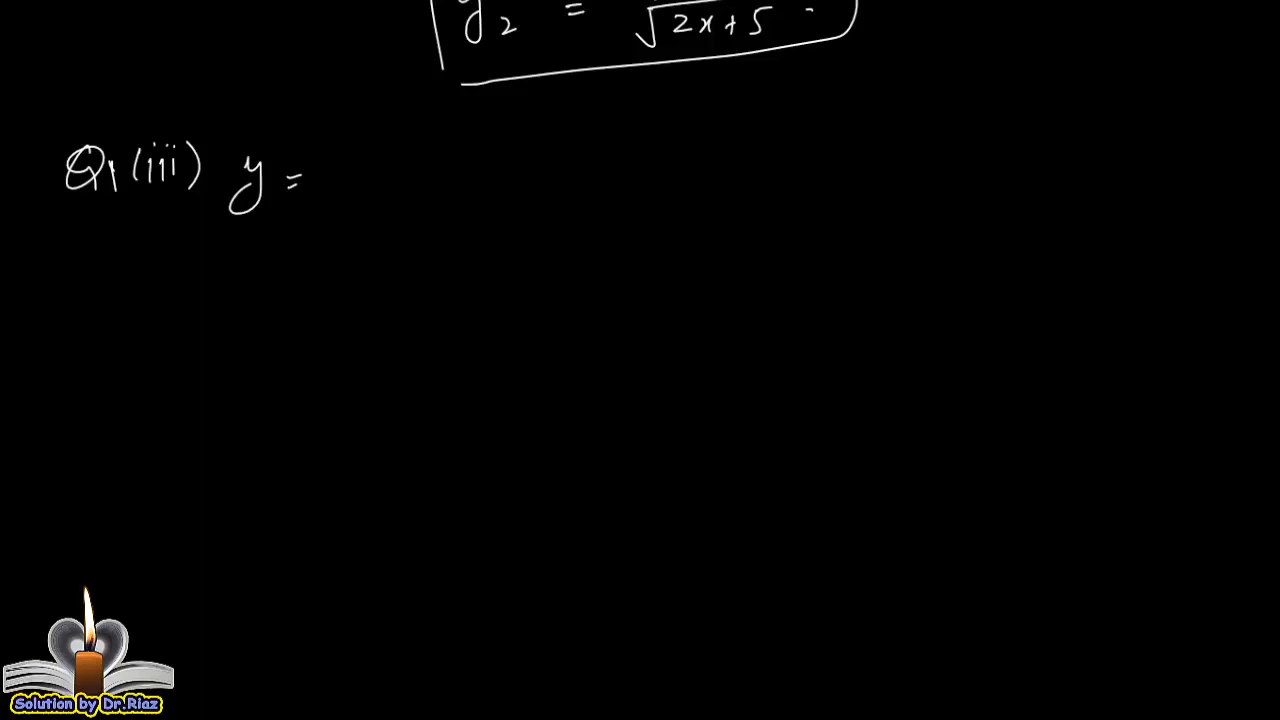 y₂ = √2x+5
Q1 (iii) y =
Solution by Dr.Riaz